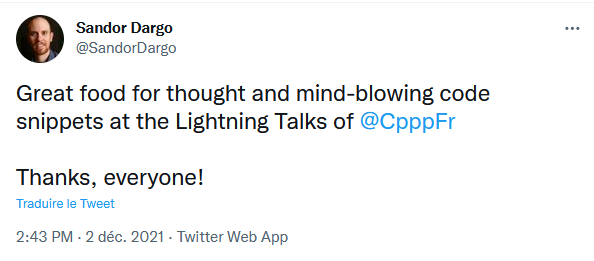 Sandor Dargo
@SandorDargo
Great food for thought and mind-blowing code
snippets at the Lightning Talks of @CpppFr
Thanks, everyone!
Traduire le Tweet
2:43 PM · 2 déc. 2021 · Twitter Web App